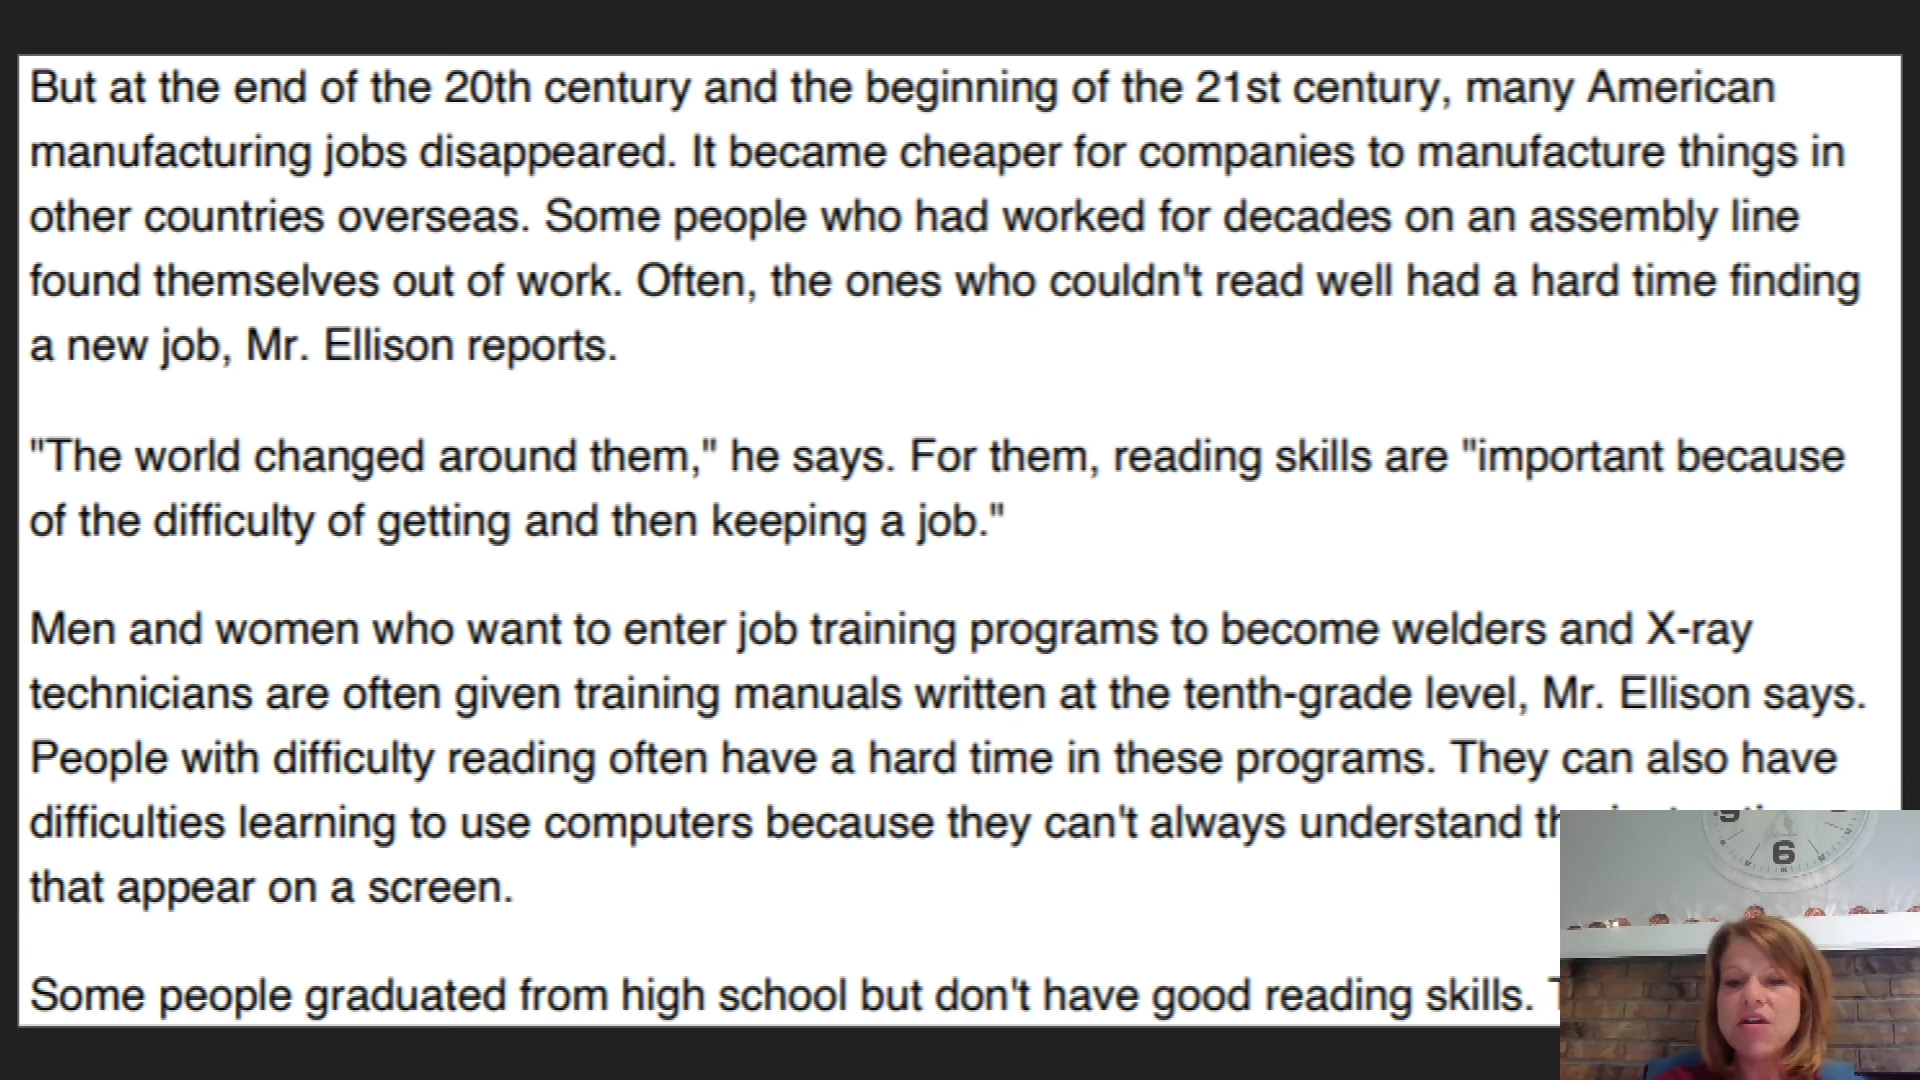 But at the end of the 20th century and the beginning of the 21st century, many American
manufacturing jobs disappeared. It became cheaper for companies to manufacture things in
other countries overseas. Some people who had worked for decades on an assembly line
found themselves out of work. Often, the ones who couldn't read well had a hard time finding
a new job, Mr. Ellison reports.
"The world changed around them," he says. For them, reading skills are "important because
of the difficulty of getting and then keeping a job."
Men and women who want to enter job training programs to become welders and X-ray
technicians are often given training manuals written at the tenth-grade level, Mr. Ellison says.
People with difficulty reading often have a hard time in these programs. They can also have
difficulties learning to use computers because they can't always understand
that appear on a screen.
Some people graduated from high school but don't have good reading skills.
9
6